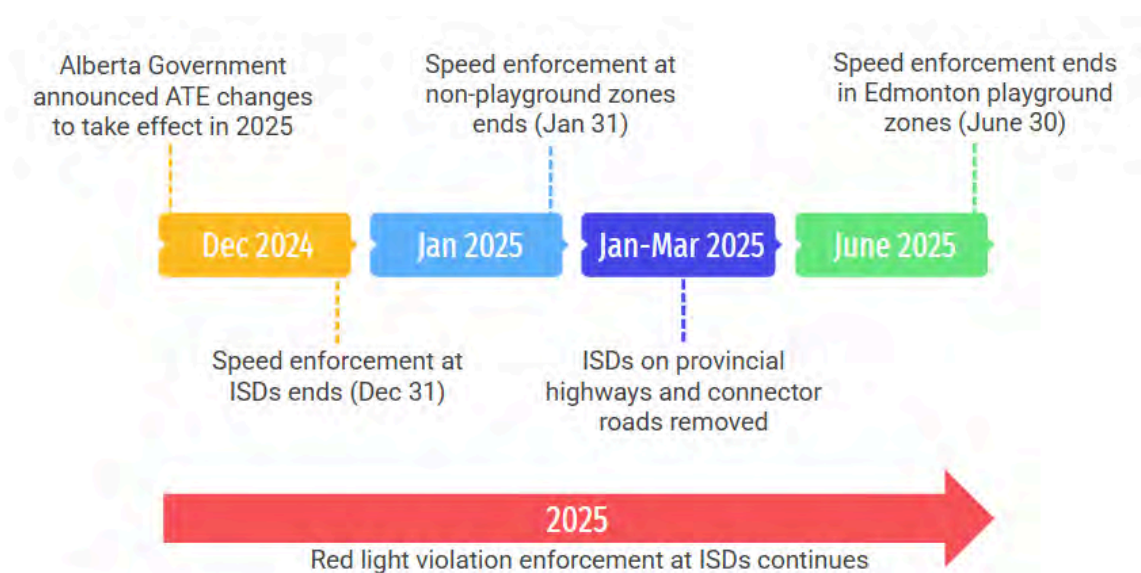 Alberta Government
announced ATE changes
to take effect in 2025
Speed enforcement at
non-playground zones
ends (Jan 31)
Speed enforcement ends
in Edmonton playground
zones (June 30)
Dec 2024
Jan 2025
Jan-Mar 2025
June 2025
Speed enforcement at
ISDs ends (Dec 31)
ISDs on provincial
highways and connector
roads removed
2025
Red light violation enforcement at ISDs continues